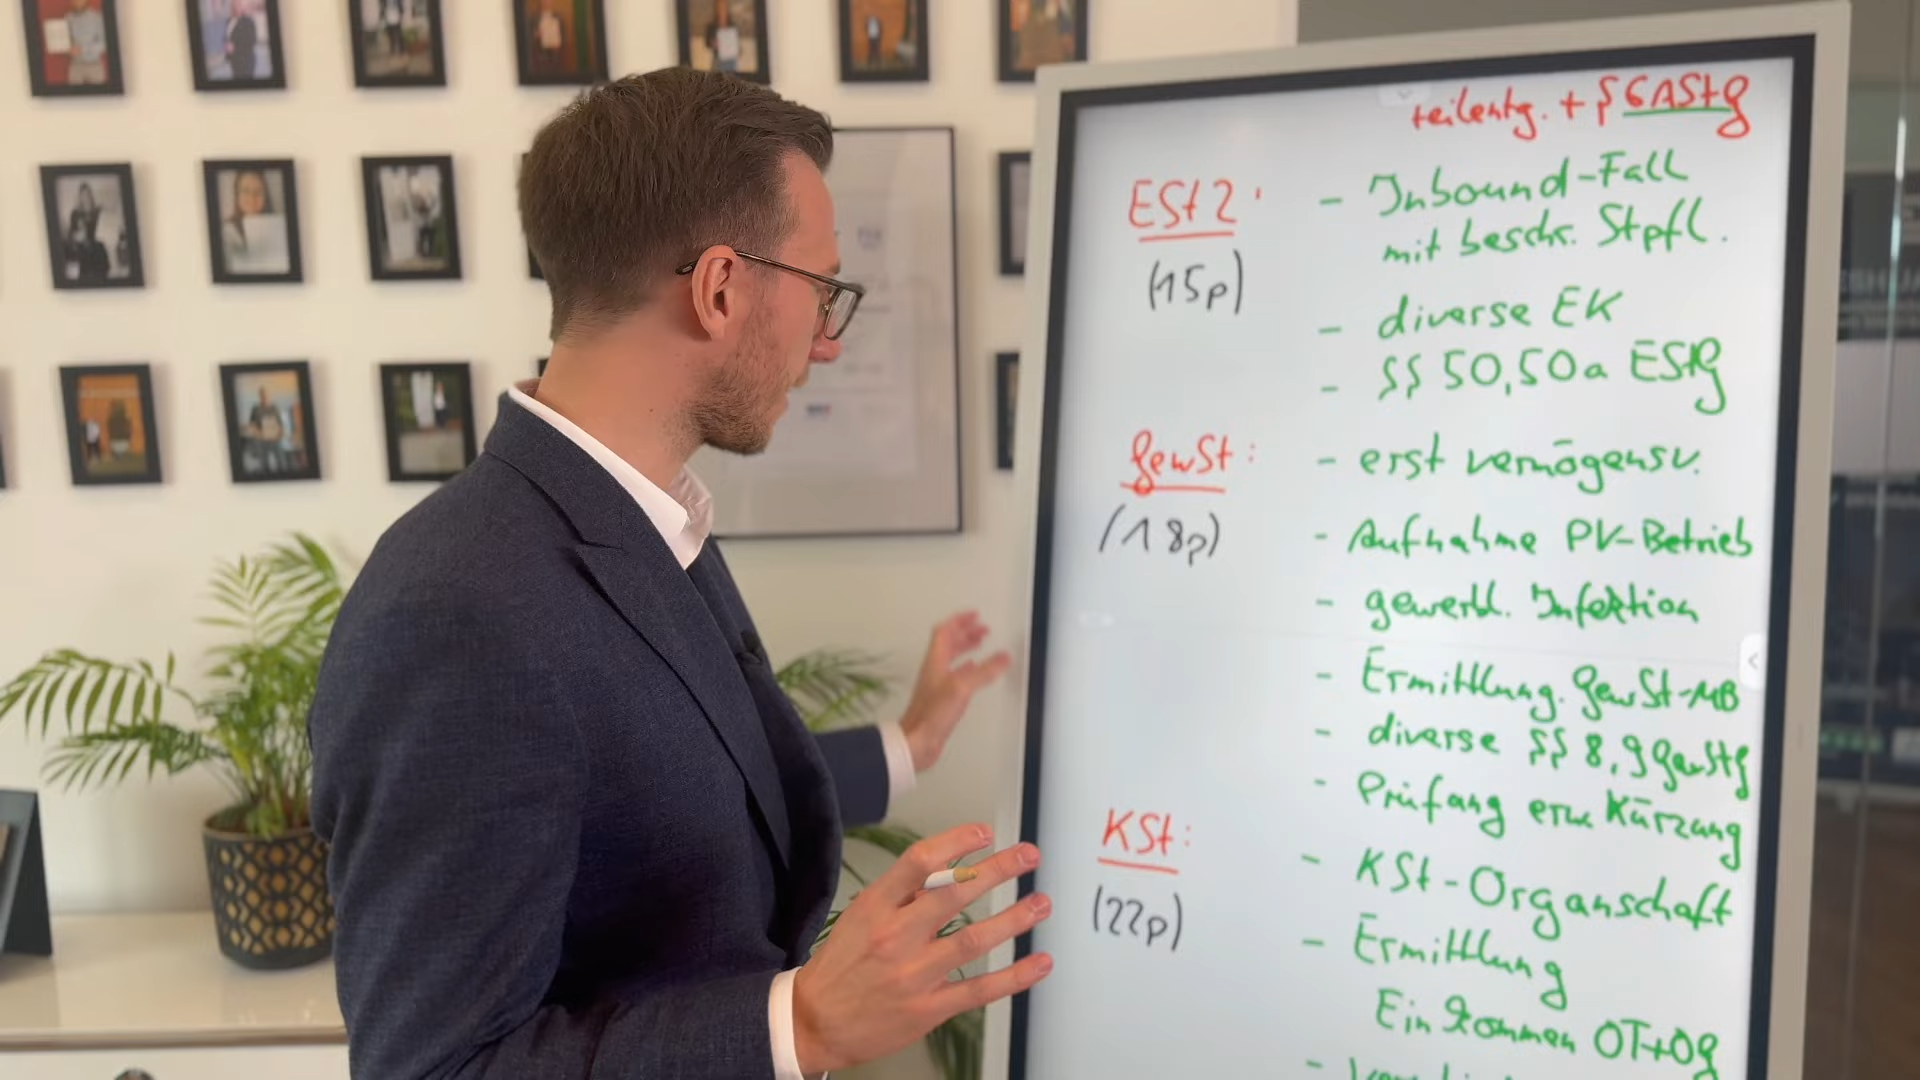 teilentg. + § 6 AStG
ESt 2:
(15p)
- Inbound-Fall
mit beschr. Stpfl.
- diverse EK
- §§ 50, 50a EStG
GewSt:
(18p)
- erst vermögensv.
- Aufnahme PV-Betrieb
- gewerbl. Infektion
- Ermittlung. GewSt-MB
- diverse §§ 8, 9 GewStG
- Prüfung erw Kürzung
KSt:
(22p)
- KSt-Organschaft
- Ermittlung
Einkommen OT+OG